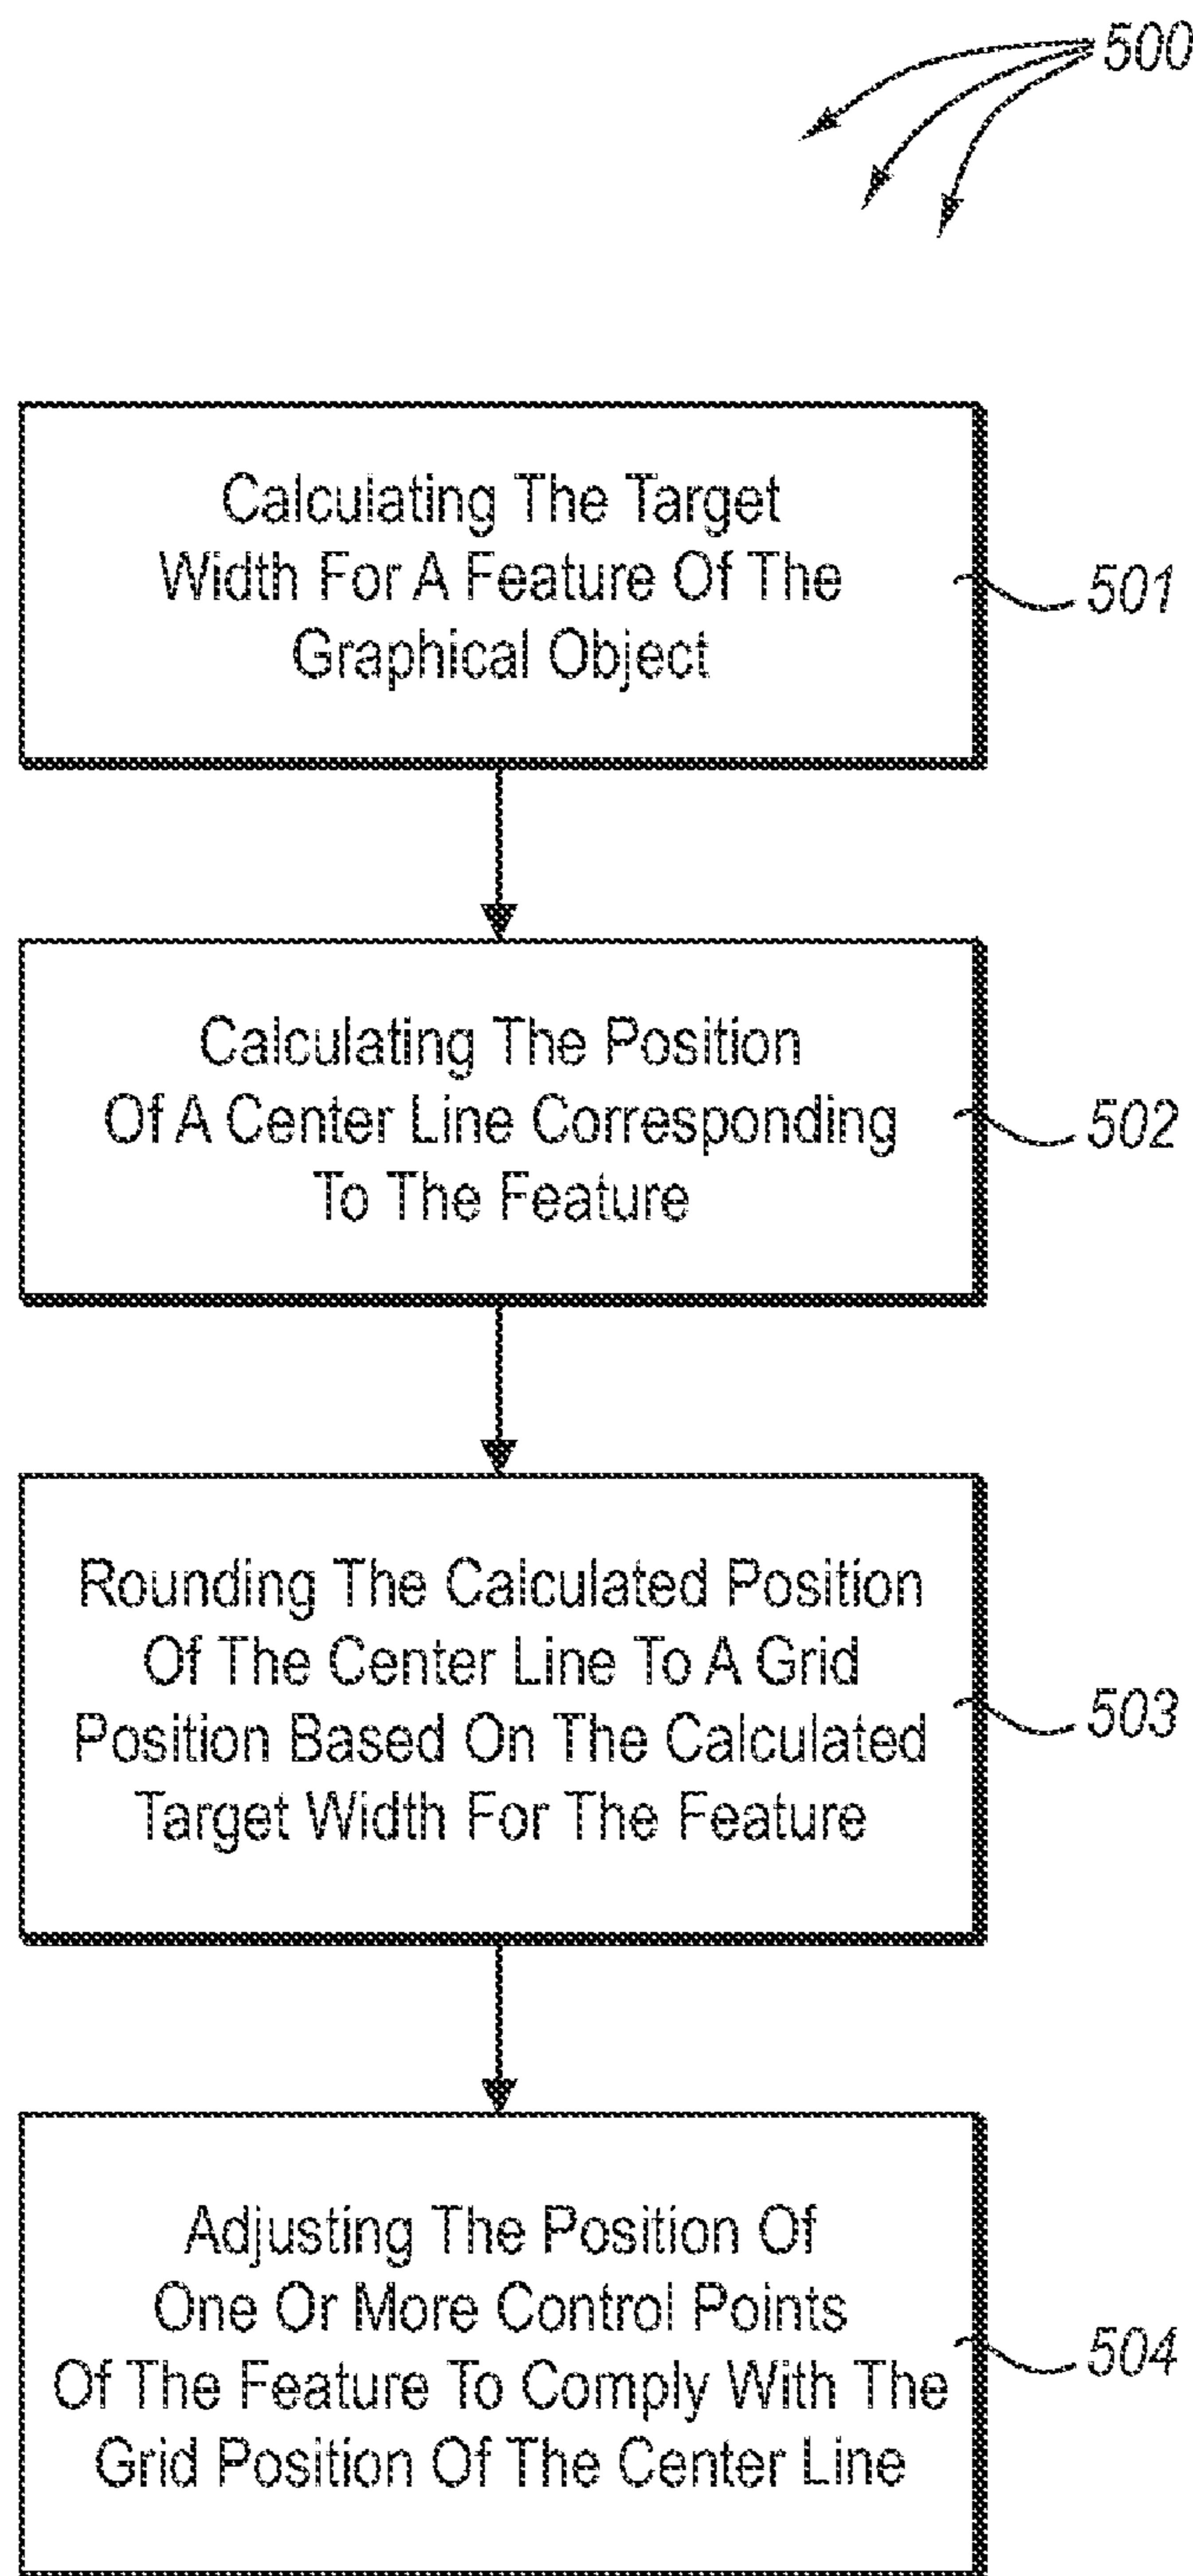 500
Calculating The Target
Width For A Feature Of The
Graphical Object
501
Calculating The Position
Of A Center Line Corresponding
To The Feature
502
Rounding The Calculated Position
Of The Center Line To A Grid
Position Based On The Calculated
Target Width For The Feature
503
Adjusting The Position Of
One Or More Control Points
Of The Feature To Comply With The
Grid Position Of The Center Line
504